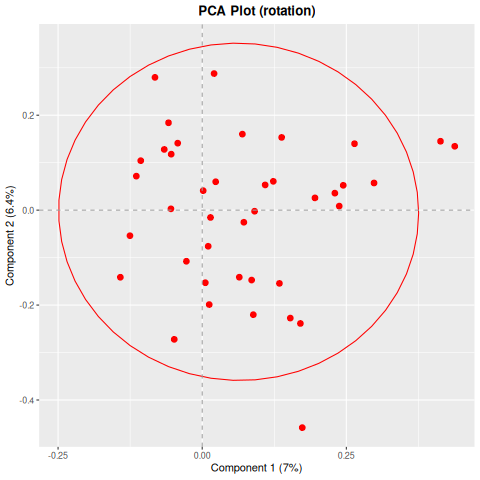 PCA Plot (rotation)
Component 2 (6.4%)
0.2
0.0
-0.2
-0.4
-0.25
0.00
0.25
Component 1 (7%)